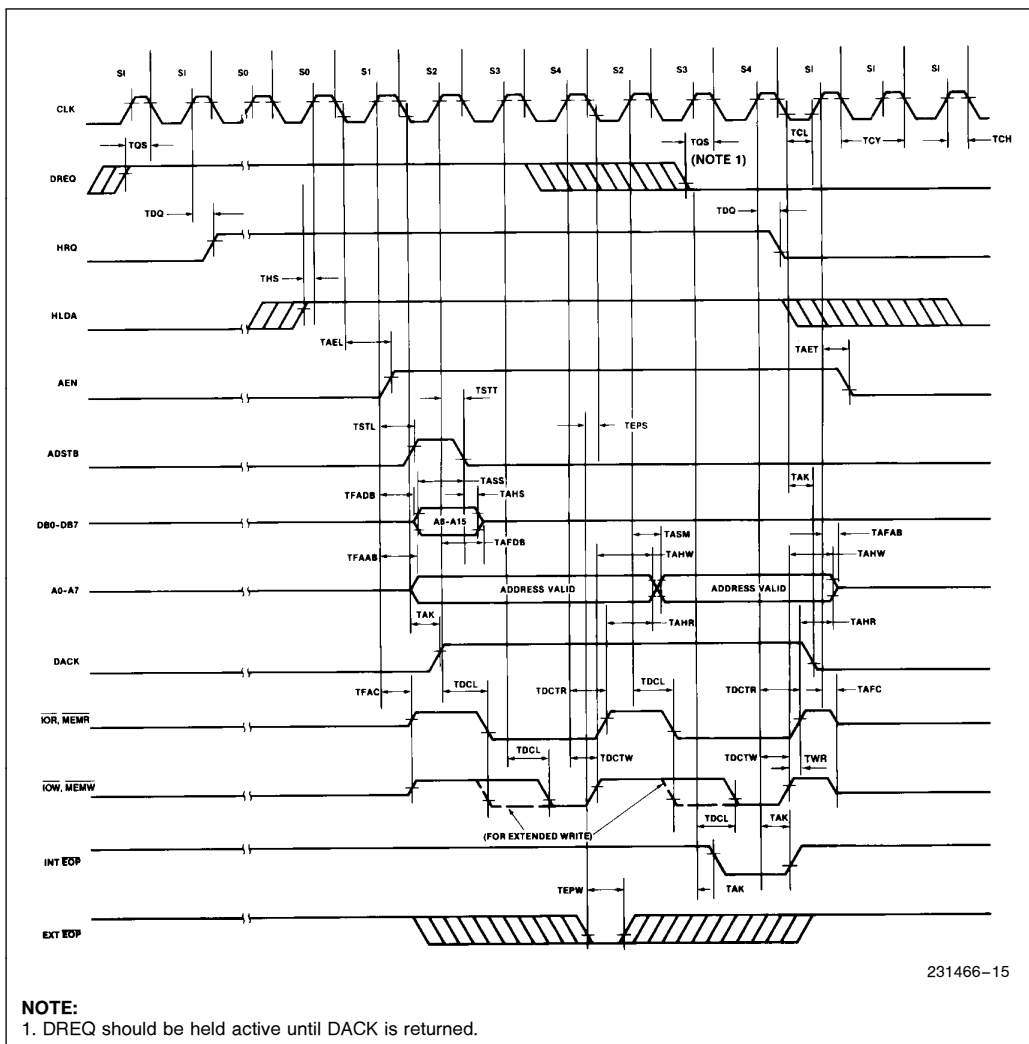 SI SI S0 S0 S1 S2 S3 S4 S2 S3 S4 SI SI SI
CLK
TCL
TQS TQS TCY TCH
(NOTE 1)
DREQ
TDQ TDQ
HRQ
THS
HLDA
TAEL TAET
AEN
TSTT
TSTL TEPS
ADSTB
TASS TAK
TFADB TAHS
DB0-DB7 A8-A15
TASM TAFAB
TAFDB
TFAAB TAHW TAHW
A0-A7 ADDRESS VALID ADDRESS VALID
TAK TAHR TAHR
DACK
TFAC TDCL TDCTR TDCL TDCTR TAFC
IOR, MEMR
TDCL TDCTW TDCTW TWR
IOW, MEMW
(FOR EXTENDED WRITE) TDCL TAK
INT EOP
TEPW TAK
EXT EOP
231466–15
NOTE:
1. DREQ should be held active until DACK is returned.